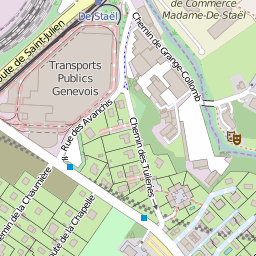 De Staël
de Commerce
Madame-De-Staël
Route de Saint-Julien
Chemin de Grange-Collomb
Transports
Publics
Genevois
Rue des Avanchis
Chemin des Tuileries
Chemin de la Chaumière
Route de la Chapelle